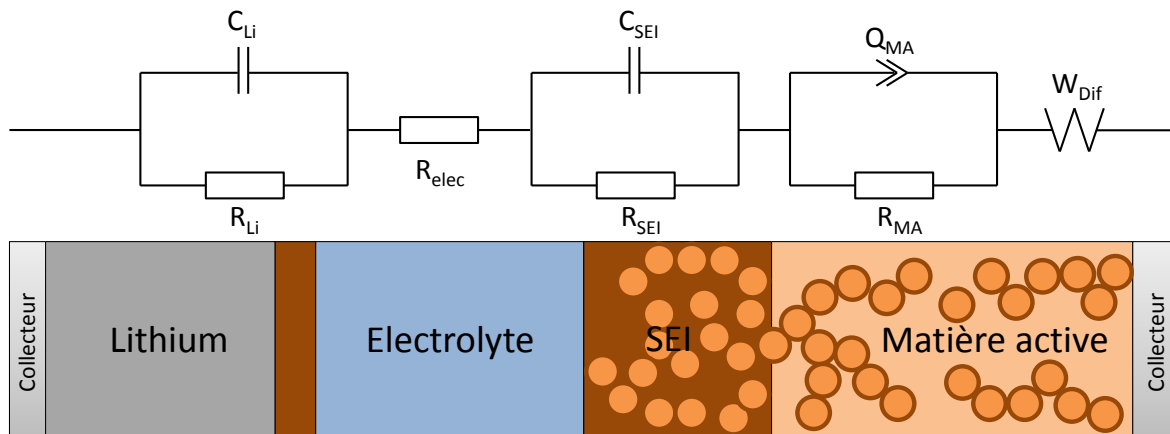 C_Li
C_SEI
Q_MA
W_Dif
R_elec
R_Li
R_SEI
R_MA
Collecteur
Lithium
Electrolyte
SEI
Matière active
Collecteur